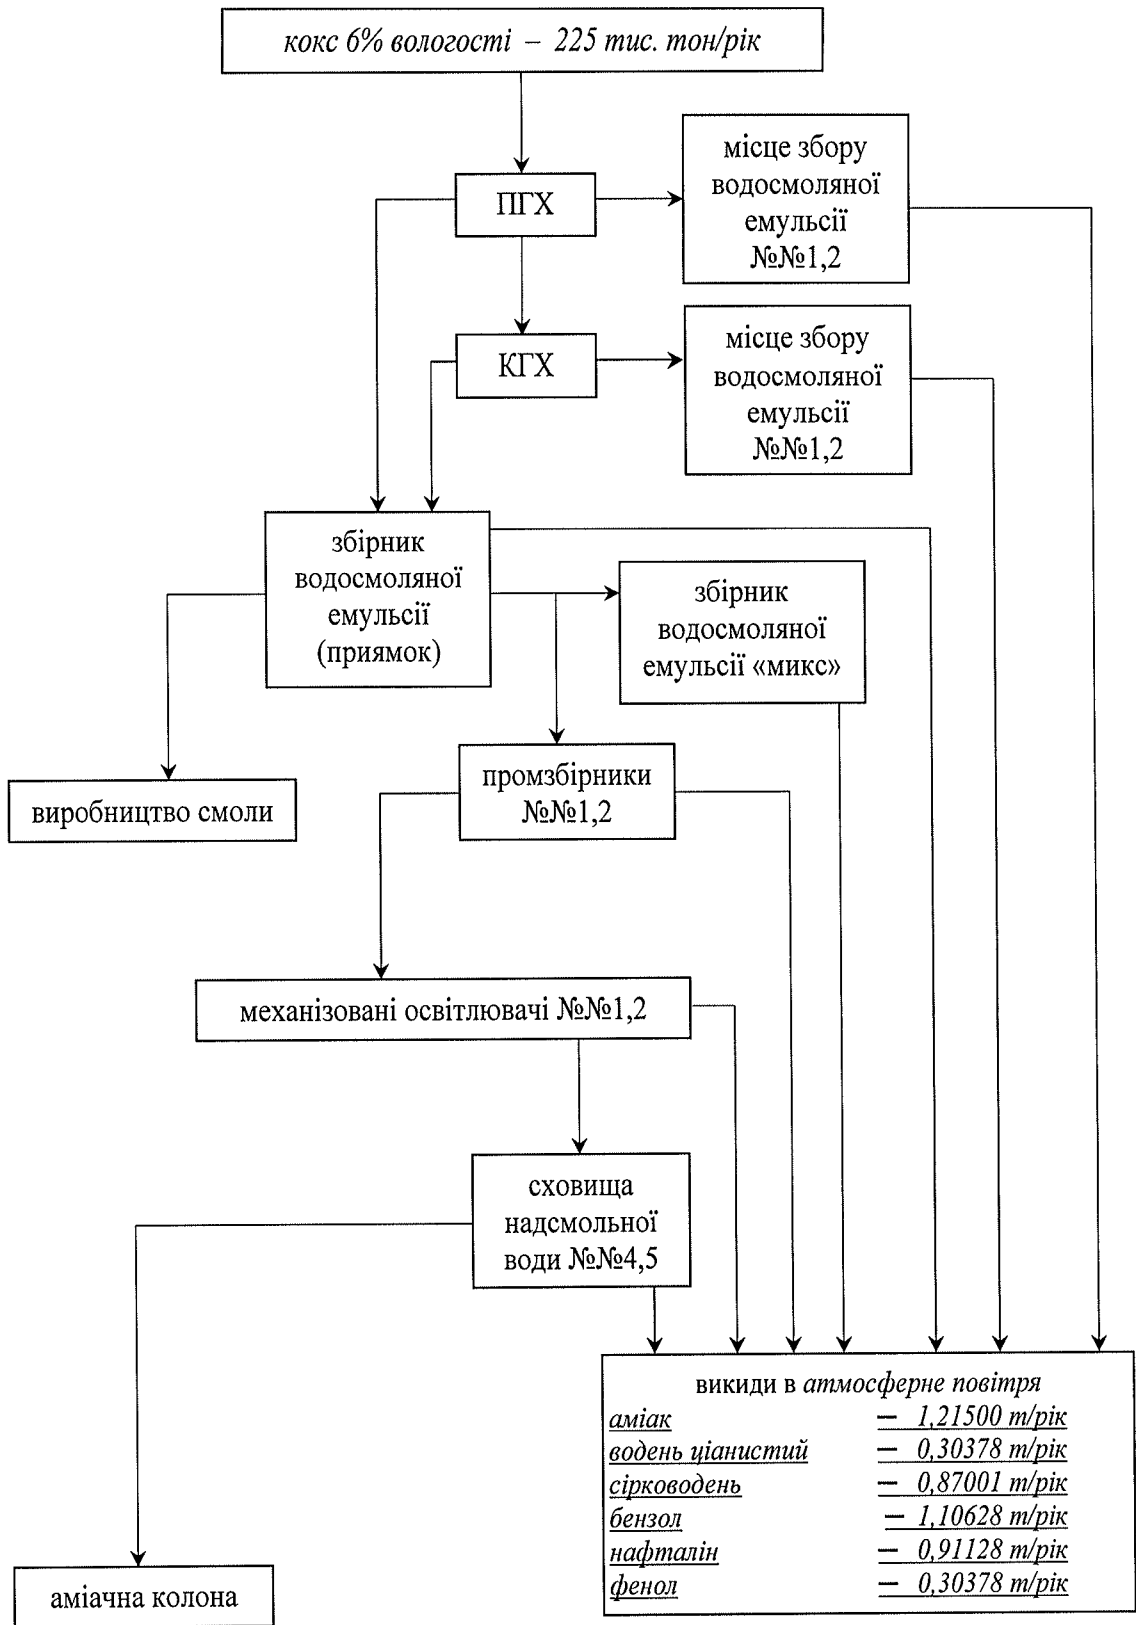 кокс 6% вологості – 225 тис. тон/рік
ПГХ
місце збору
водосмоляної
емульсії
№№1,2
КГХ
місце збору
водосмоляної
емульсії
№№1,2
збірник
водосмоляної
емульсії
(приямок)
збірник
водосмоляної
емульсії «микс»
промзбірники
№№1,2
виробництво смоли
механізовані освітлювачі №№1,2
сховища
надсмольної
води №№4,5
викиди в атмосферне повітря
аміак – 1,21500 т/рік
водень ціанистий – 0,30378 т/рік
сірководень – 0,87001 т/рік
бензол – 1,10628 т/рік
нафталін – 0,91128 т/рік
фенол – 0,30378 т/рік
аміачна колона